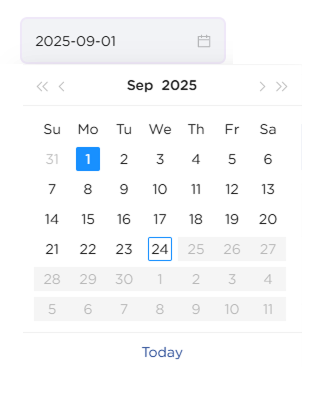 2025-09-01
Sep 2025
Su Mo Tu We Th Fr Sa
31 1 2 3 4 5 6
7 8 9 10 11 12 13
14 15 16 17 18 19 20
21 22 23 24 25 26 27
28 29 30 1 2 3 4
5 6 7 8 9 10 11
Today